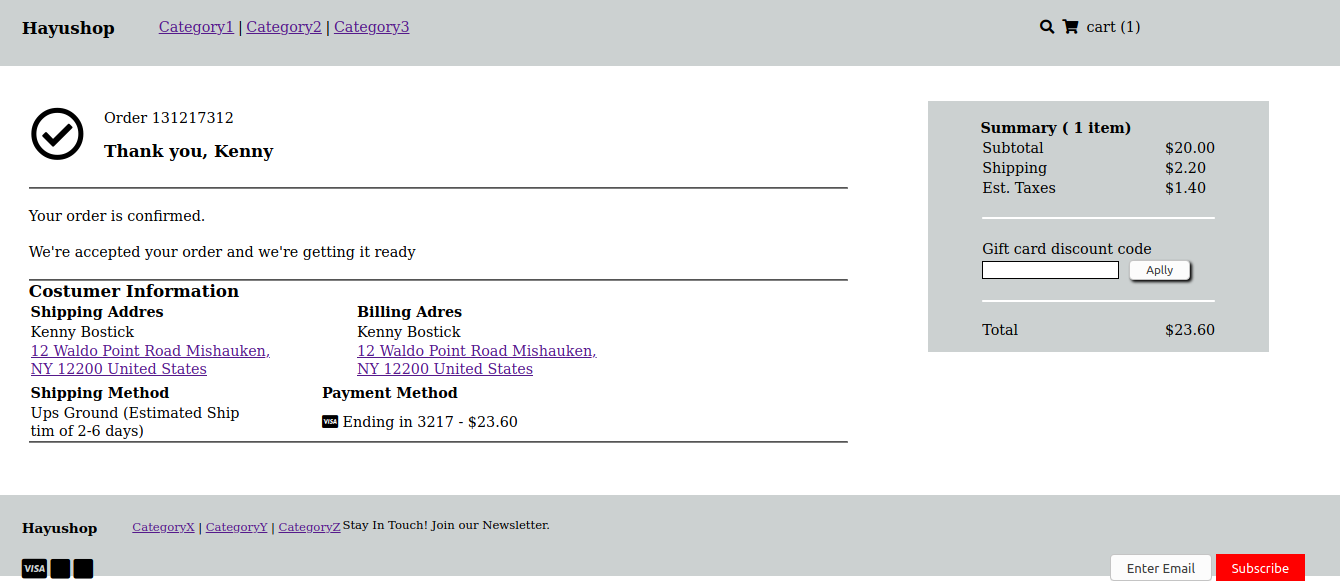 Hayushop
Category1 | Category2 | Category3
cart (1)
Order 131217312
Thank you, Kenny
Your order is confirmed.
We're accepted your order and we're getting it ready
Costumer Information
Shipping Addres
Kenny Bostick
12 Waldo Point Road Mishauken,
NY 12200 United States
Billing Adres
Kenny Bostick
12 Waldo Point Road Mishauken,
NY 12200 United States
Shipping Method
Ups Ground (Estimated Ship
tim of 2-6 days)
Payment Method
VISA Ending in 3217 - $23.60
Summary ( 1 item)
Subtotal $20.00
Shipping $2.20
Est. Taxes $1.40
Gift card discount code
Aplly
Total $23.60
Hayushop
CategoryX | CategoryY | CategoryZ Stay In Touch! Join our Newsletter.
VISA
Enter Email Subscribe